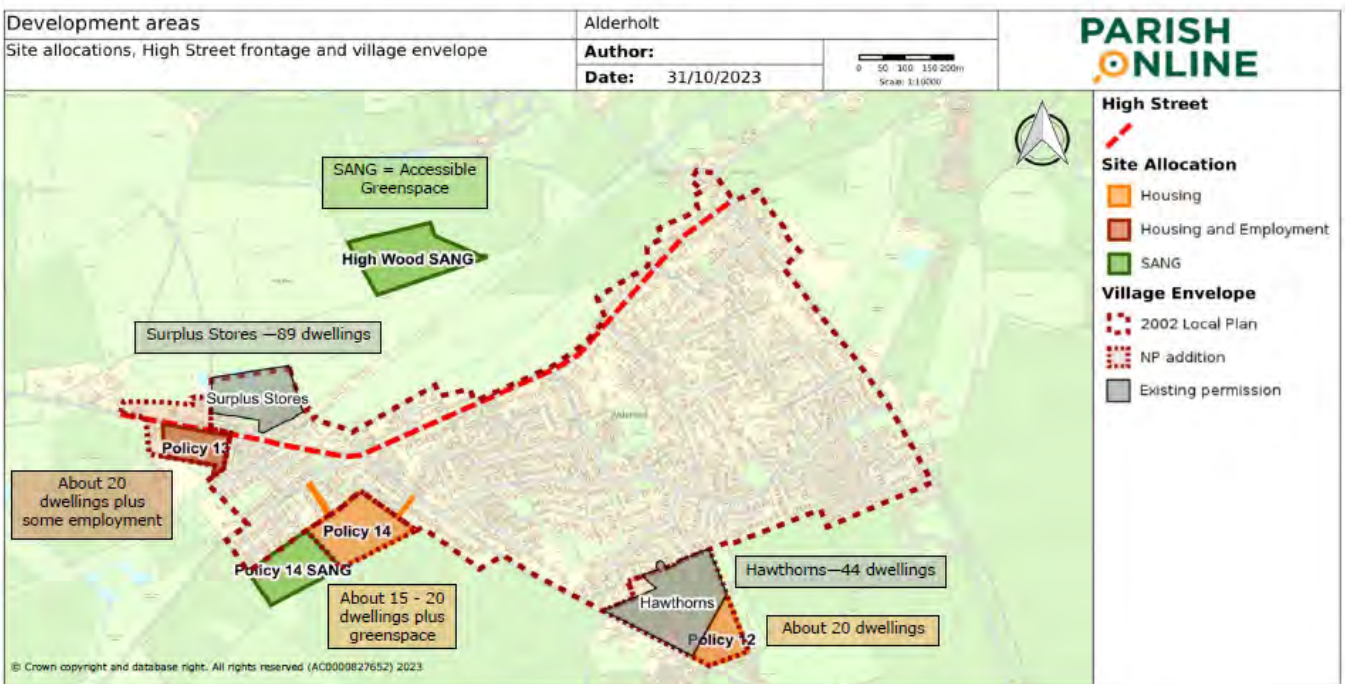 Development areas
Alderholt
Site allocations, High Street frontage and village envelope
Author:
Date: 31/10/2023
0 50 100 150 200m
Scale: 1:10000
PARISH
ONLINE
SANG = Accessible
Greenspace
High Wood SANG
Surplus Stores —89 dwellings
Surplus Stores
Policy 13
About 20
dwellings plus
some employment
Policy 14
Policy 14 SANG
About 15 - 20
dwellings plus
greenspace
Hawthorns—44 dwellings
Hawthorns
Policy 12
About 20 dwellings
© Crown copyright and database right. All rights reserved (AC0000827652) 2023
High Street
Site Allocation
Housing
Housing and Employment
SANG
Village Envelope
2002 Local Plan
NP addition
Existing permission